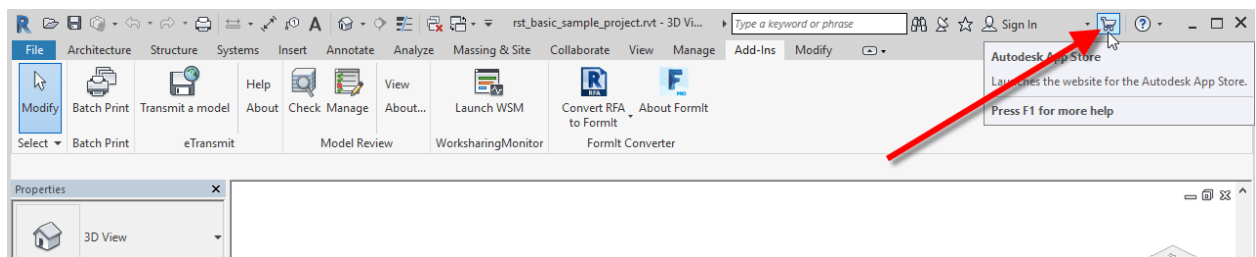 R A rst_basic_sample_project.rvt - 3D Vi... Type a keyword or phrase Sign In ?
File Architecture Structure Systems Insert Annotate Analyze Massing & Site Collaborate View Manage Add-Ins Modify
Autodesk App Store
Launches the website for the Autodesk App Store.
Press F1 for more help
Help View
Modify Batch Print Transmit a model About Check Manage About... Launch WSM Convert RFA About FormIt
to FormIt
Select Batch Print eTransmit Model Review WorksharingMonitor FormIt Converter
Properties
3D View